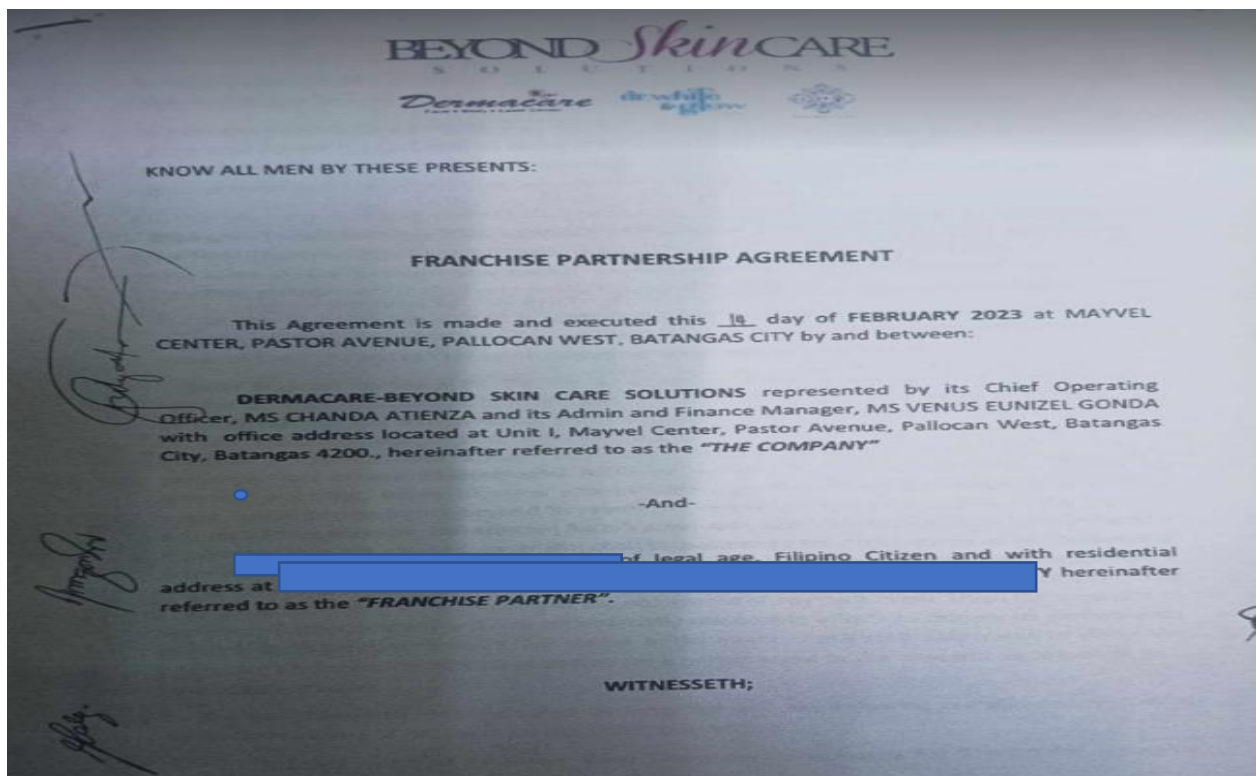 BEYOND Skin CARE
SOLUTIONS
Dermacare
dr.white
& glow
KNOW ALL MEN BY THESE PRESENTS:
FRANCHISE PARTNERSHIP AGREEMENT
This Agreement is made and executed this day of FEBRUARY 2023 at MAYVEL
CENTER, PASTOR AVENUE, PALLOCAN WEST, BATANGAS CITY by and between:
DERMACARE-BEYOND SKIN CARE SOLUTIONS represented by its Chief Operating
Officer, MS CHANDA ATIENZA and its Admin and Finance Manager, MS VENUS EUNIZEL GONDA
with office address located at Unit I, Mayvel Center, Pastor Avenue, Pallocan West, Batangas
City, Batangas 4200., hereinafter referred to as the "THE COMPANY"
-And-
of legal age, Filipino Citizen and with residential
address at Y hereinafter
referred to as the "FRANCHISE PARTNER".
WITNESSETH;